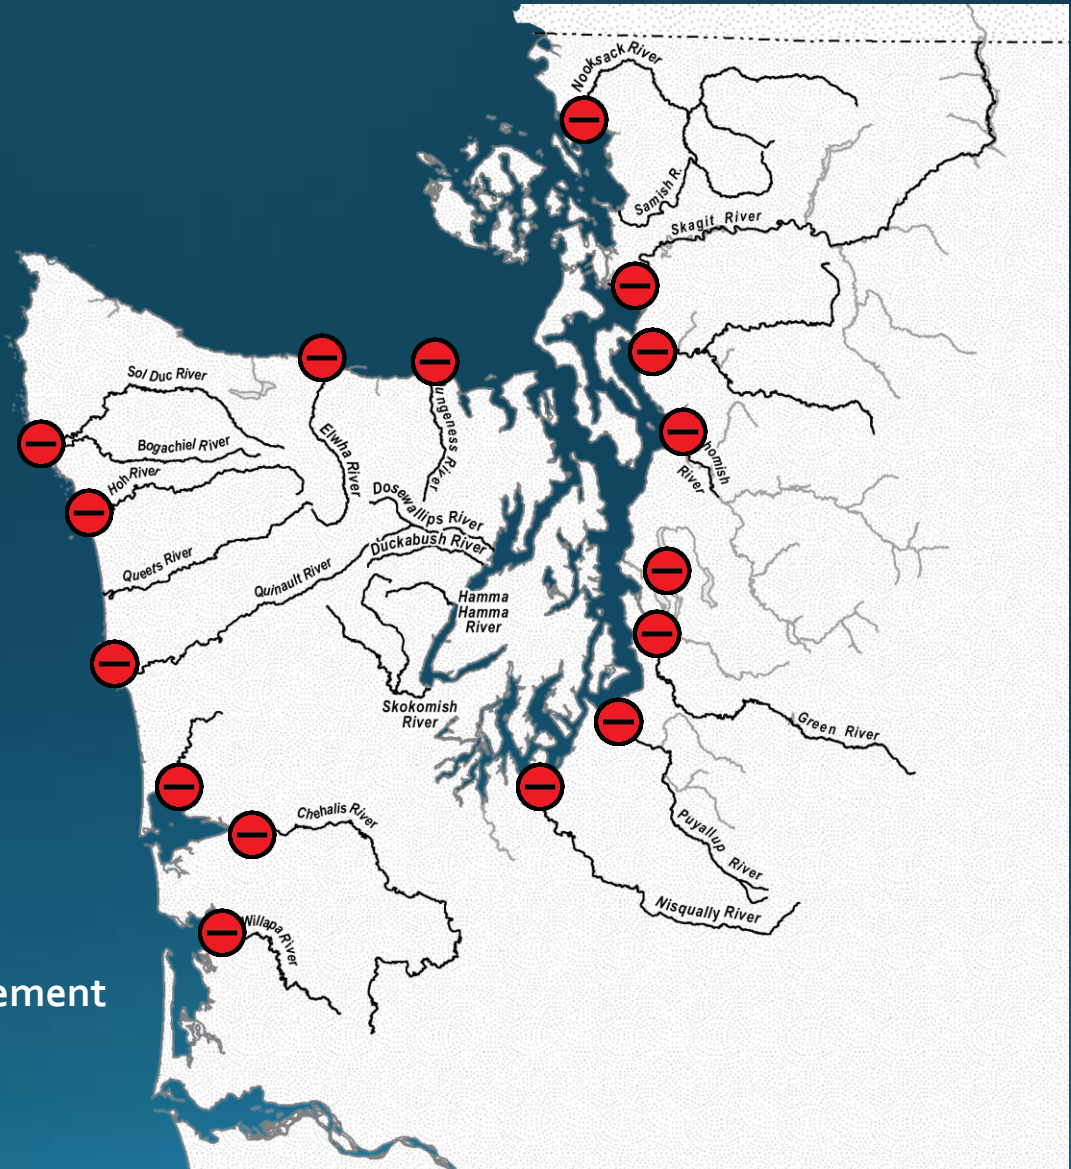 Nooksack River
Samish R.
Skagit River
Sol Duc River
Bogachiel River
Hoh River
Elwha River
ungeness River
homish
River
Dosewallips River
Duckabush River
Queets River
Quinault River
Hamma
Hamma
River
Skokomish
River
Green River
Chehalis River
Puyallup
River
Nisqually River
Willapa River
ement